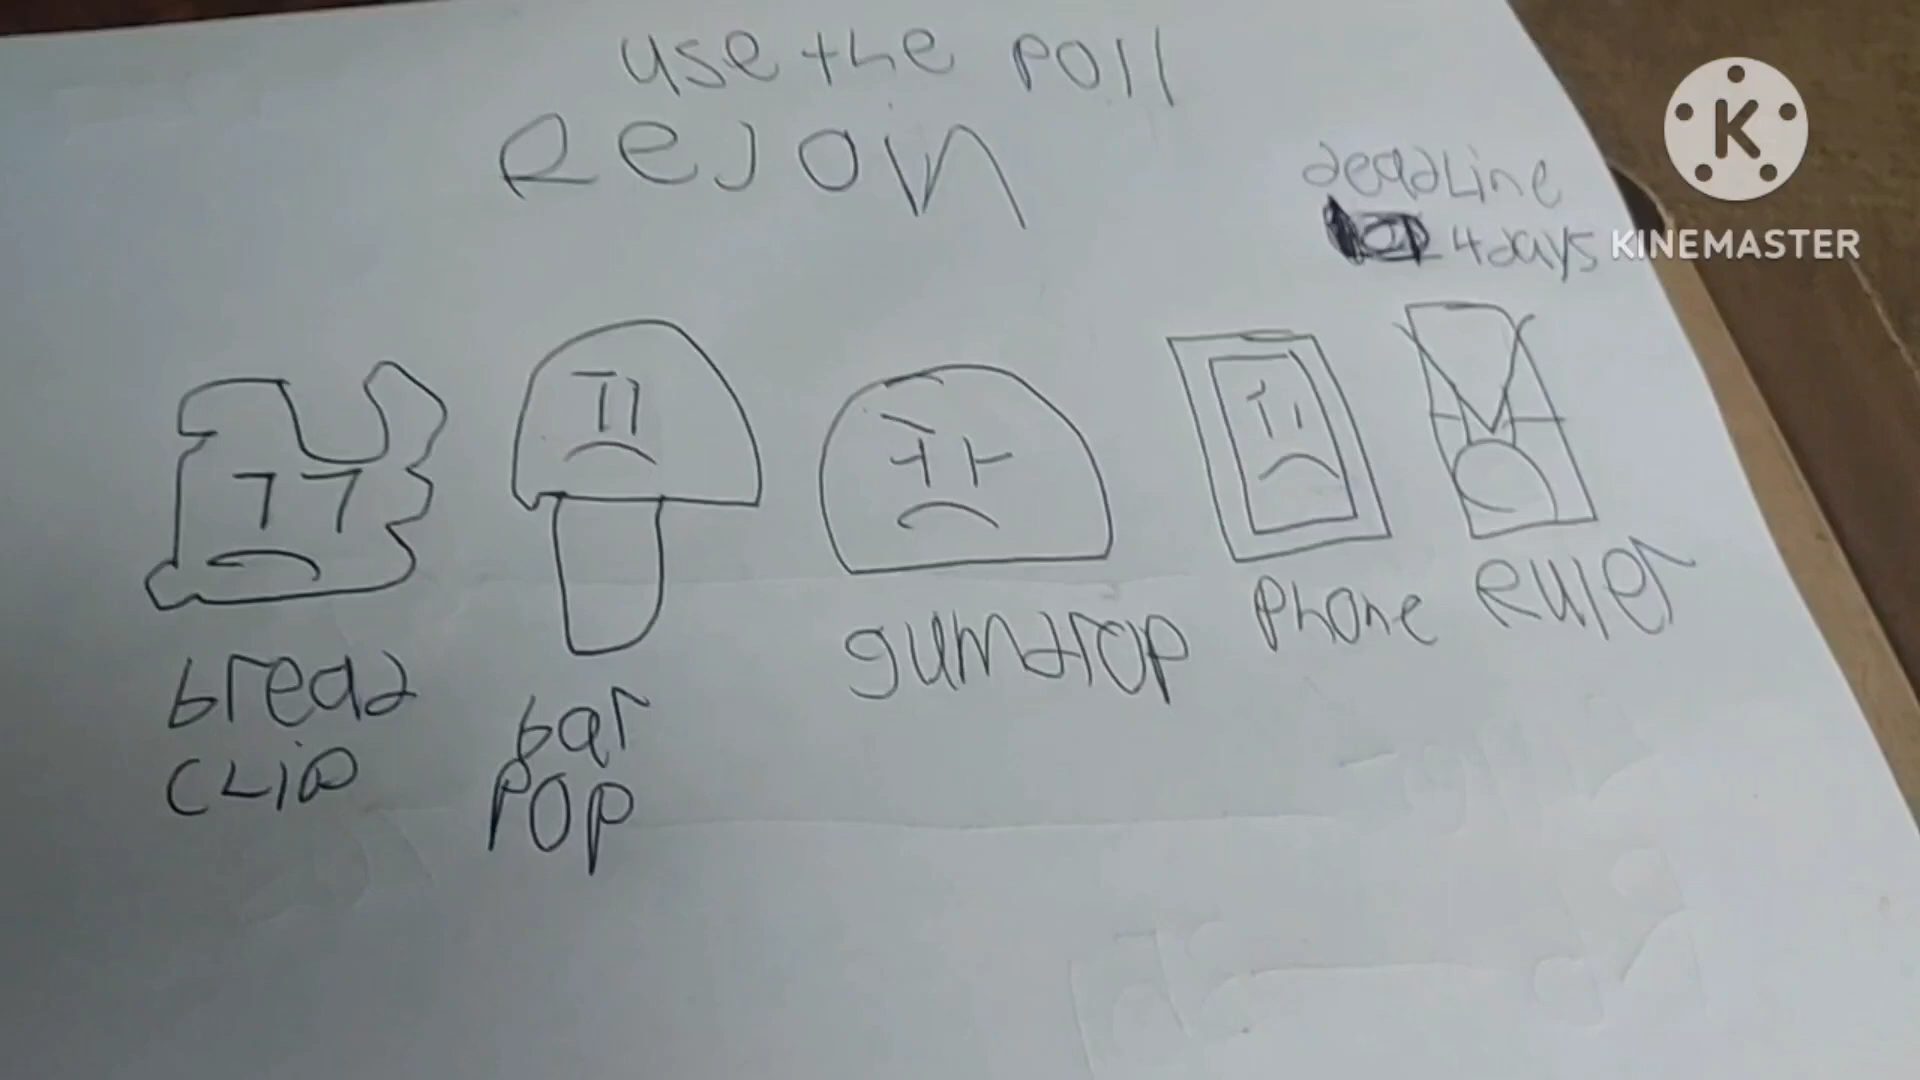 use the poll
Rejoin
deadline
4days
KINEMASTER
bread
clip
bar
pop
gumdrop
phone
Ruler